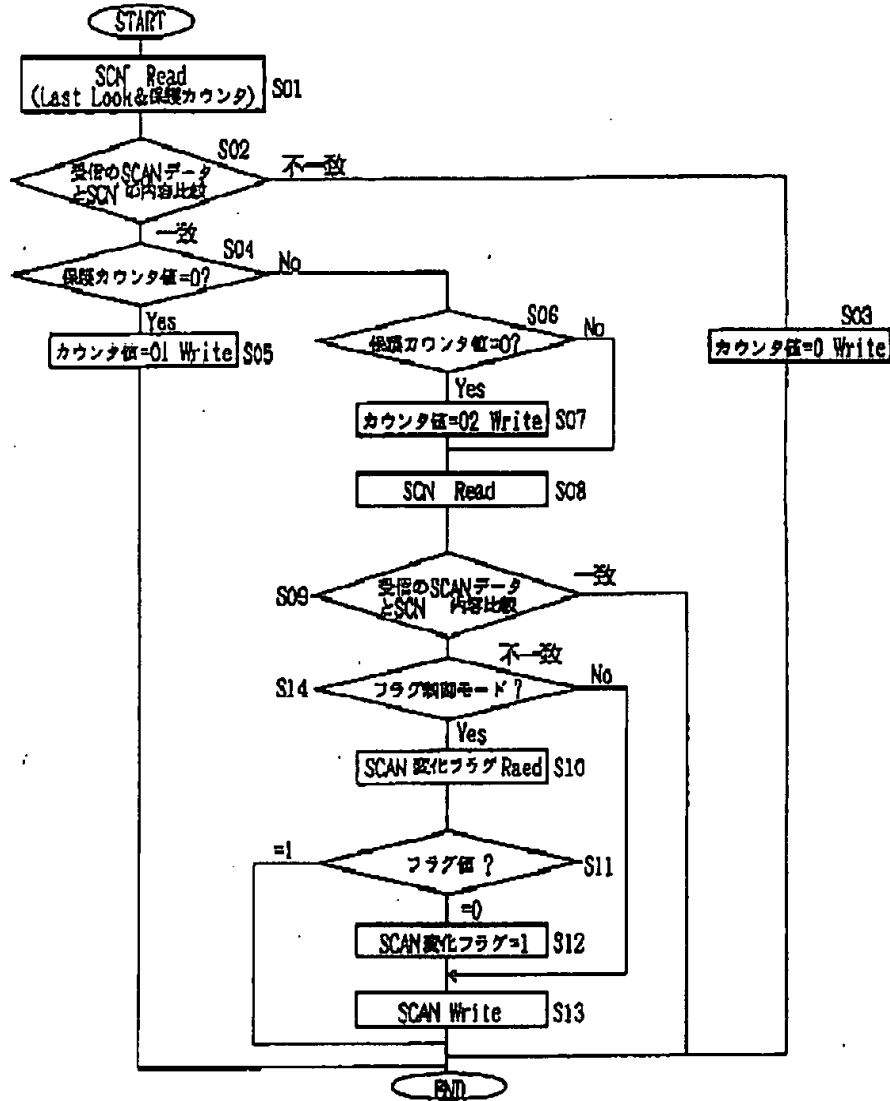 START
SCN Read
(Last Look&保護カウンタ)
S01
S02
受信のSCANデータ
とSCN の内容比較
不一致
一致
S04
保護カウンタ値=0?
No
Yes
カウンタ値=01 Write
S05
S06
保護カウンタ値=0?
No
S03
カウンタ値=0 Write
Yes
カウンタ値=02 Write
S07
SCN Read
S08
S09
受信のSCANデータ
とSCN 内容比較
一致
不一致
S14
フラグ制御モード?
No
Yes
SCAN 変化フラグ Raed
S10
=1
フラグ値?
S11
=0
SCAN変化フラグ=1
S12
SCAN Write
S13
END